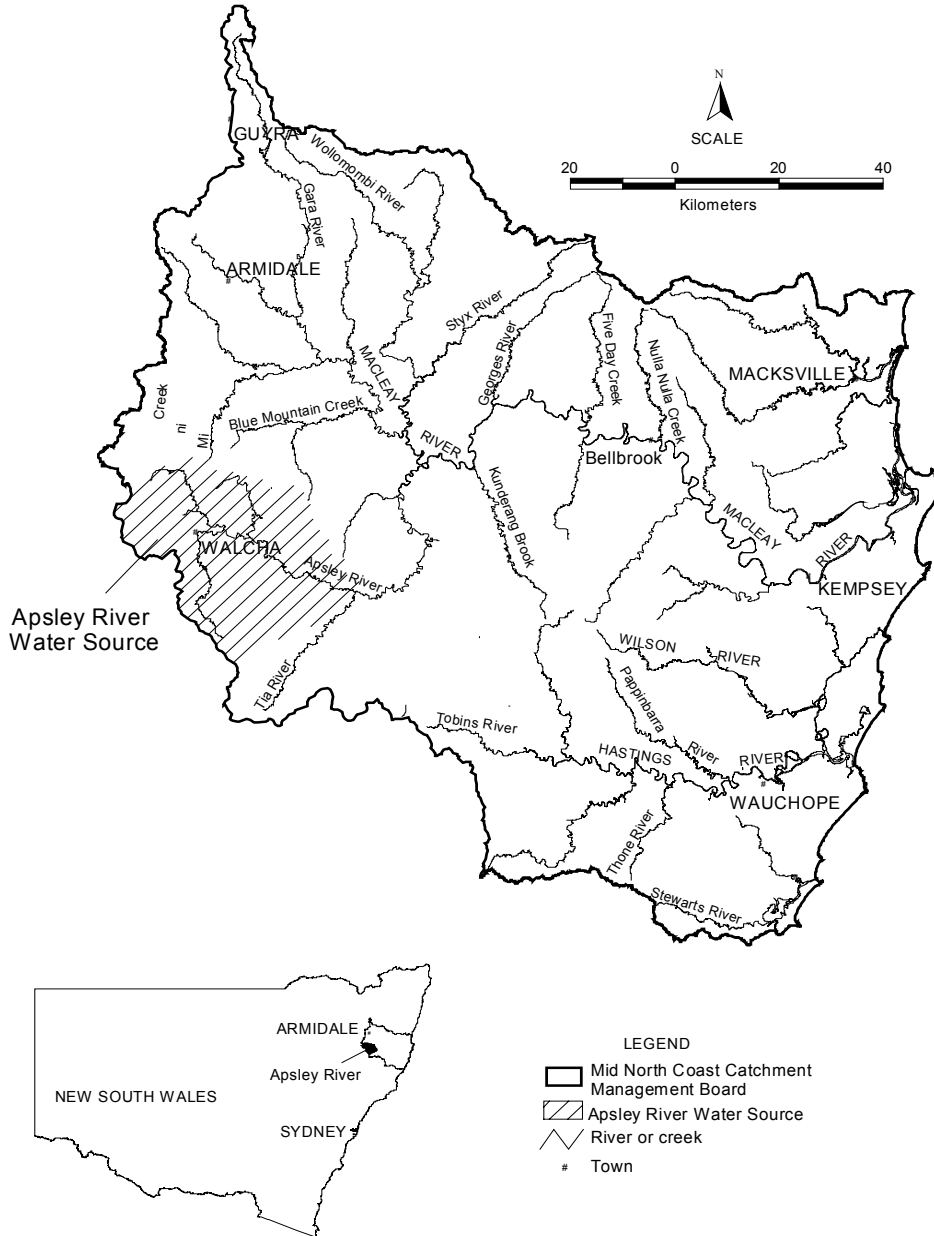 N
SCALE
20 0 20 40
Kilometers
GUYRA
Wollomombi River
Gara River
ARMIDALE
Styx River
Georges River
Five Day Creek
Nulla Nula Creek
MACKSVILLE
MACLEAY
RIVER
Creek
ni
Mi
Blue Mountain Creek
Bellbrook
Kunderang Brook
MACLEAY
RIVER
KEMPSEY
WALCHA
Apsley River
Apsley River
Water Source
Tia River
WILSON
RIVER
Pappinbarra
River
Tobins River
HASTINGS
RIVER
WAUCHOPE
Thone River
Stewarts River
ARMIDALE
Apsley River
NEW SOUTH WALES
SYDNEY
LEGEND
Mid North Coast Catchment
Management Board
Apsley River Water Source
River or creek
# Town